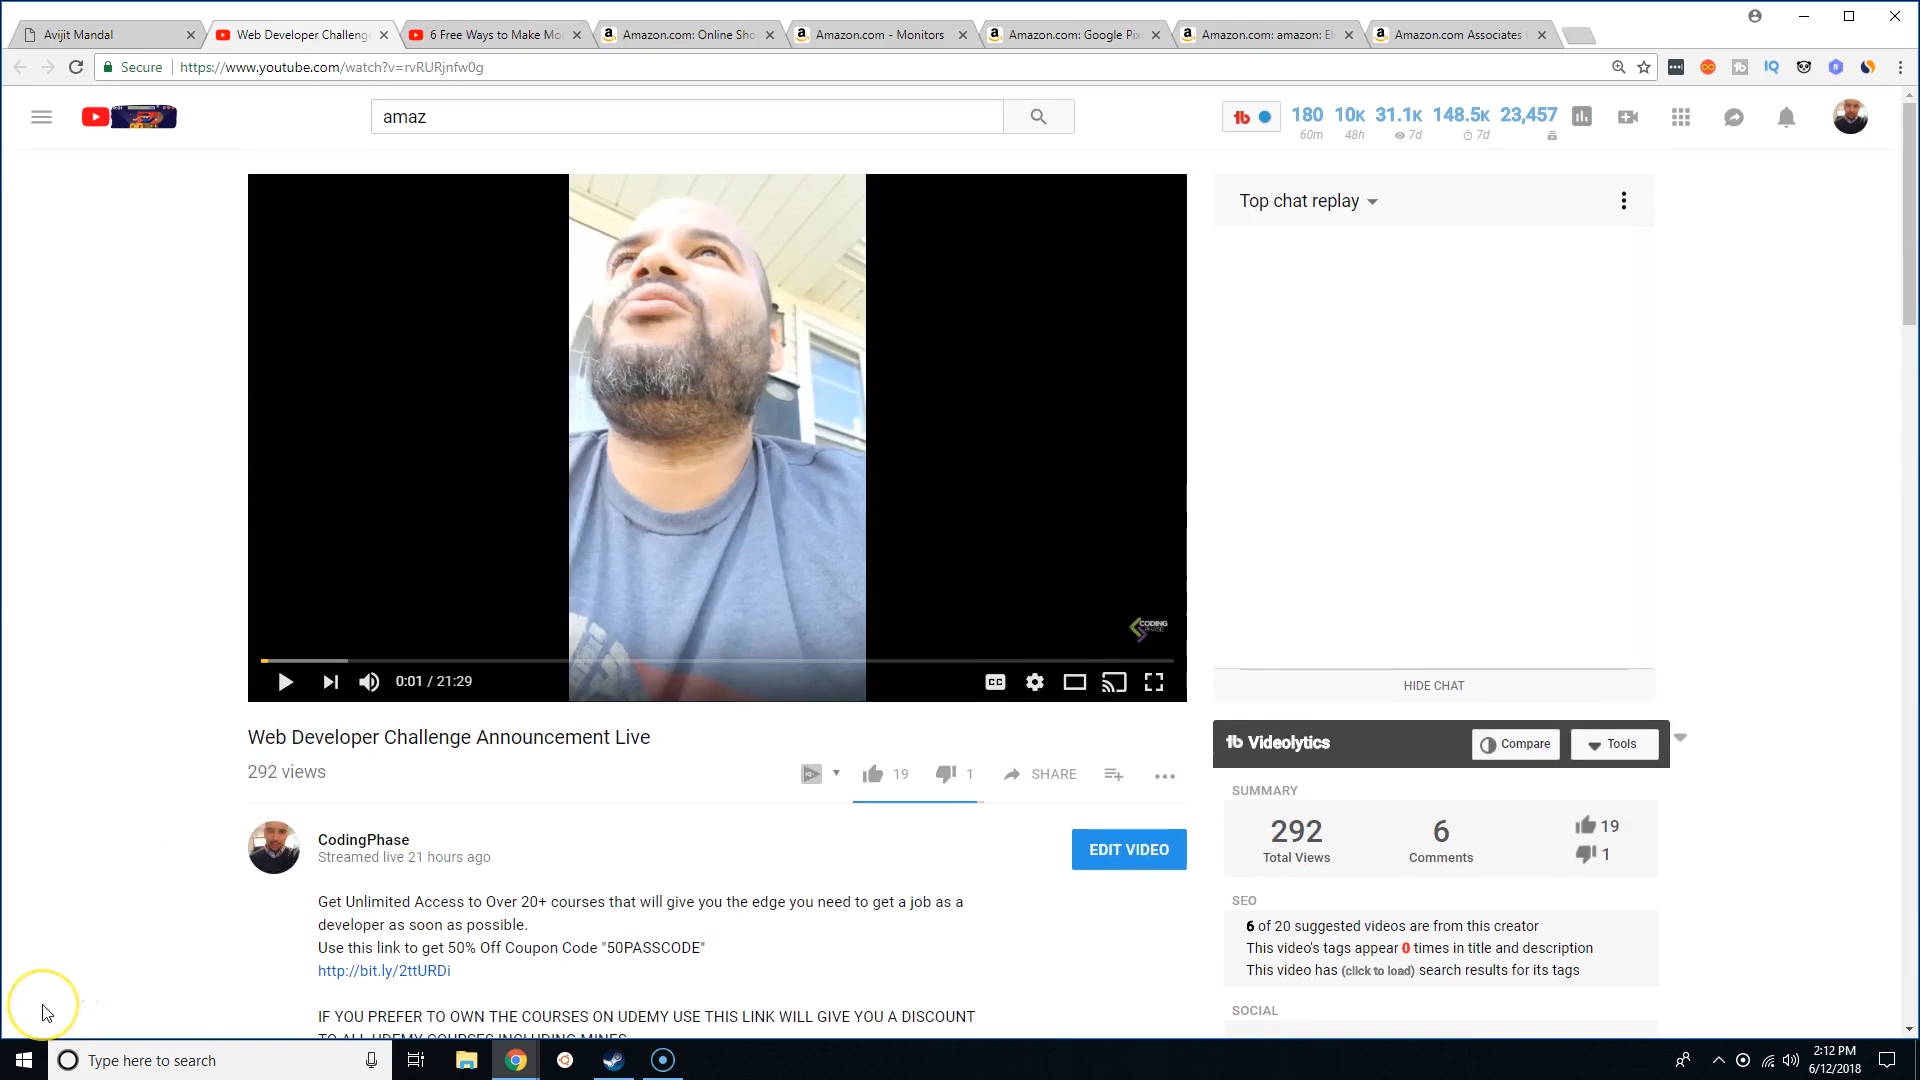 Avijit Mandal
Web Developer Challeng
6 Free Ways to Make Mo
Amazon.com: Online Sho
Amazon.com - Monitors
Amazon.com: Google Pix
Amazon.com: amazon: El
Amazon.com Associates
Secure
https://www.youtube.com/watch?v=rvRURjnfw0g
amaz
180 10K 31.1K 148.5K 23,457
60m 48h 7d 7d
Top chat replay
CODING
PHASE
0:01 / 21:29
HIDE CHAT
Web Developer Challenge Announcement Live
292 views
19 1 SHARE
Videolytics
Compare
Tools
SUMMARY
292 6 19
Total Views Comments 1
CodingPhase
Streamed live 21 hours ago
EDIT VIDEO
SEO
Get Unlimited Access to Over 20+ courses that will give you the edge you need to get a job as a
developer as soon as possible.
Use this link to get 50% Off Coupon Code "50PASSCODE"
http://bit.ly/2ttURDi
6 of 20 suggested videos are from this creator
This video's tags appear 0 times in title and description
This video has (click to load) search results for its tags
SOCIAL
IF YOU PREFER TO OWN THE COURSES ON UDEMY USE THIS LINK WILL GIVE YOU A DISCOUNT
TO ALL UDEMY COURSES INCLUDING MINES
Type here to search
2:12 PM
6/12/2018